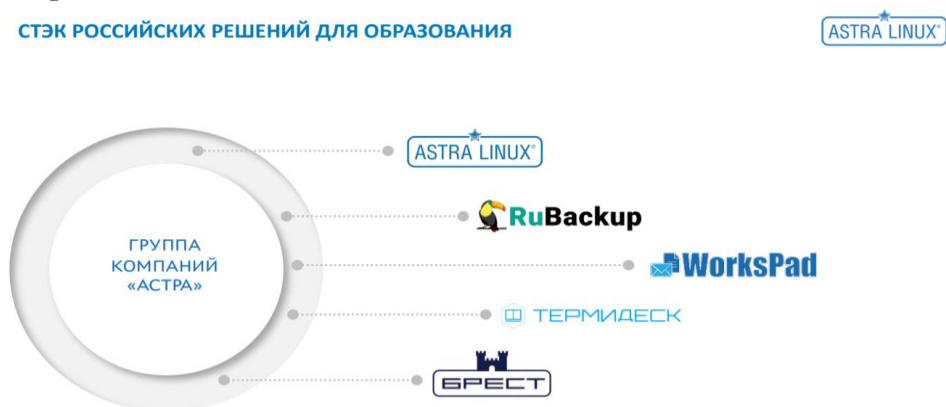 СТЭК РОССИЙСКИХ РЕШЕНИЙ ДЛЯ ОБРАЗОВАНИЯ
ASTRA LINUX®
ASTRA LINUX®
RuBackup
ГРУППА
КОМПАНИЙ
«АСТРА»
WorksPad
ТЕРМИДЕСК
БРЕСТ